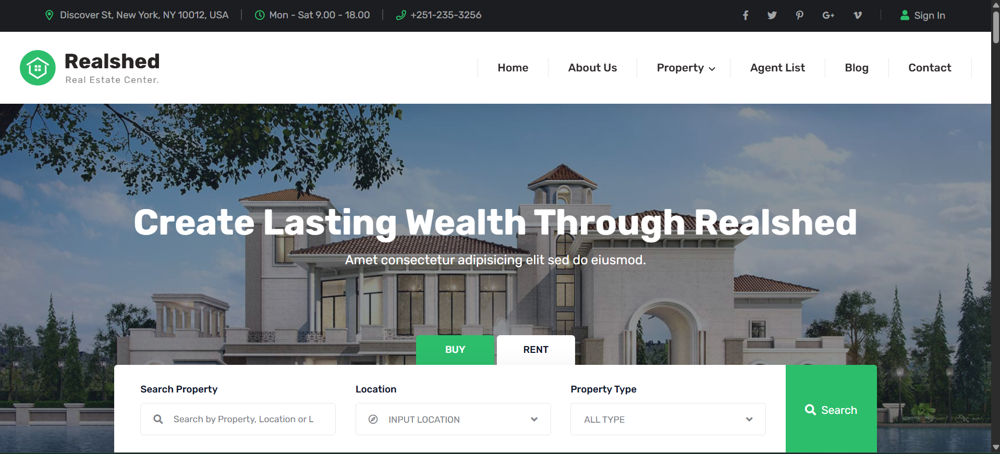 Discover St, New York, NY 10012, USA
Mon - Sat 9.00 - 18.00
+251-235-3256
Sign In
Realshed
Real Estate Center.
Home
About Us
Property
Agent List
Blog
Contact
Create Lasting Wealth Through Realshed
Amet consectetur adipisicing elit sed do eiusmod.
BUY
RENT
Search Property
Location
Property Type
Search by Property, Location or L
INPUT LOCATION
ALL TYPE
Search